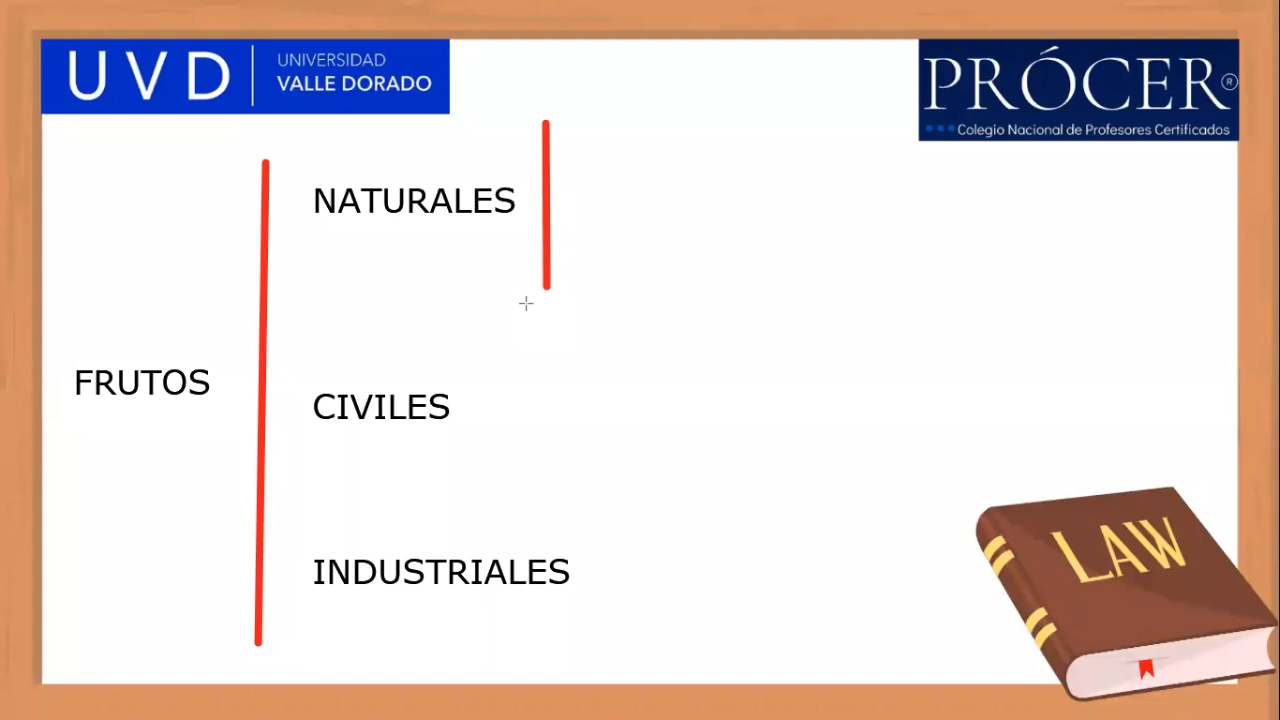 UVD
UNIVERSIDAD
VALLE DORADO
PRÓCER®
Colegio Nacional de Profesores Certificados
NATURALES
FRUTOS
CIVILES
INDUSTRIALES
LAW